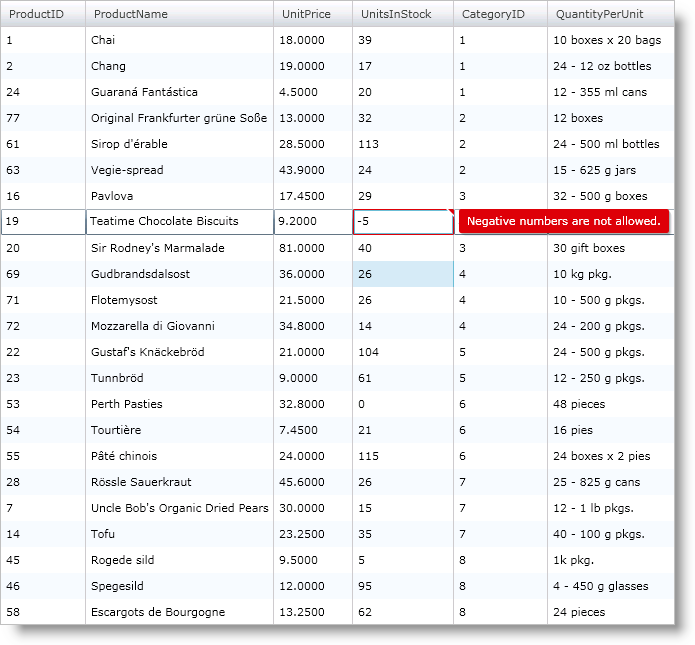 ProductID ProductName UnitPrice UnitsInStock CategoryID QuantityPerUnit
1 Chai 18.0000 39 1 10 boxes x 20 bags
2 Chang 19.0000 17 1 24 - 12 oz bottles
24 Guaraná Fantástica 4.5000 20 1 12 - 355 ml cans
77 Original Frankfurter grüne Soße 13.0000 32 2 12 boxes
61 Sirop d'érable 28.5000 113 2 24 - 500 ml bottles
63 Vegie-spread 43.9000 24 2 15 - 625 g jars
16 Pavlova 17.4500 29 3 32 - 500 g boxes
19 Teatime Chocolate Biscuits 9.2000 -5 Negative numbers are not allowed.
20 Sir Rodney's Marmalade 81.0000 40 3 30 gift boxes
69 Gudbrandsdalsost 36.0000 26 4 10 kg pkg.
71 Flotemysost 21.5000 26 4 10 - 500 g pkgs.
72 Mozzarella di Giovanni 34.8000 14 4 24 - 200 g pkgs.
22 Gustaf's Knäckebröd 21.0000 104 5 24 - 500 g pkgs.
23 Tunnbröd 9.0000 61 5 12 - 250 g pkgs.
53 Perth Pasties 32.8000 0 6 48 pieces
54 Tourtière 7.4500 21 6 16 pies
55 Pâté chinois 24.0000 115 6 24 boxes x 2 pies
28 Rössle Sauerkraut 45.6000 26 7 25 - 825 g cans
7 Uncle Bob's Organic Dried Pears 30.0000 15 7 12 - 1 lb pkgs.
14 Tofu 23.2500 35 7 40 - 100 g pkgs.
45 Rogede sild 9.5000 5 8 1k pkg.
46 Spegesild 12.0000 95 8 4 - 450 g glasses
58 Escargots de Bourgogne 13.2500 62 8 24 pieces